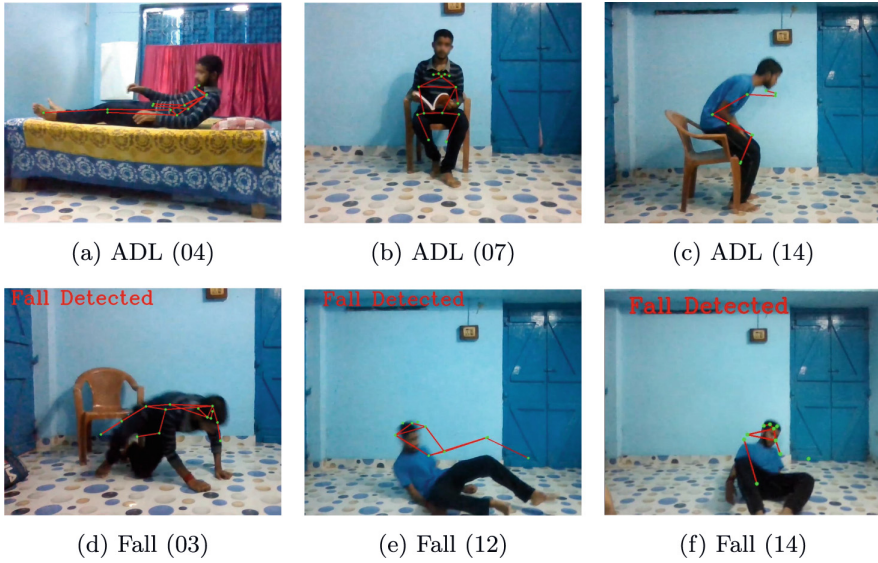 (a) ADL (04)
(b) ADL (07)
(c) ADL (14)
Fall Detected
Fall Detected
Fall Detected
(d) Fall (03)
(e) Fall (12)
(f) Fall (14)